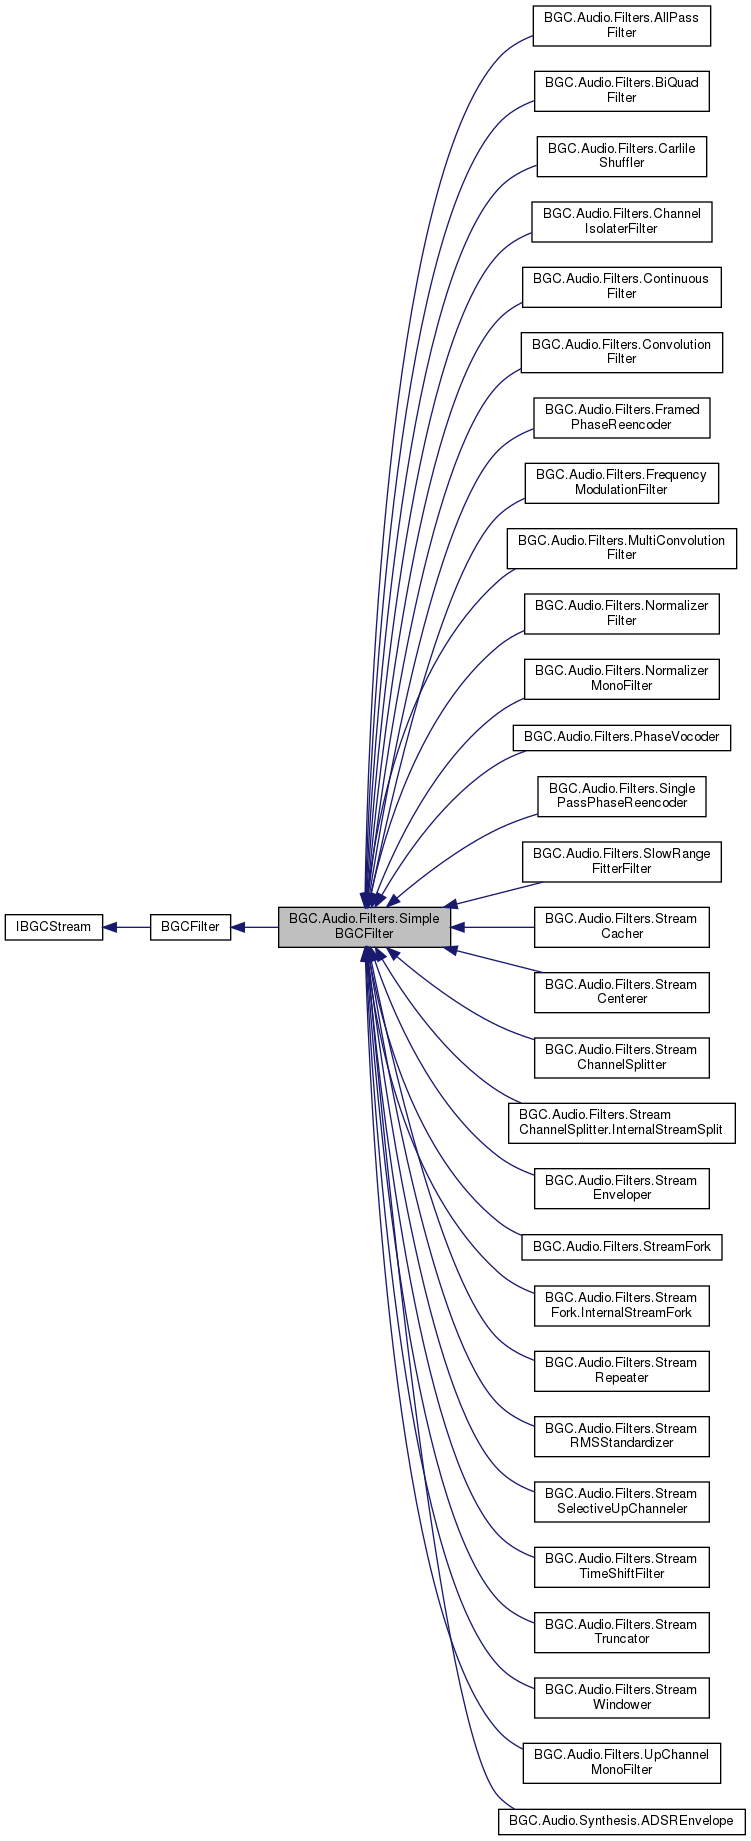 BGC.Audio.Filters.AllPass
Filter
BGC.Audio.Filters.BiQuad
Filter
BGC.Audio.Filters.Carlile
Shuffler
BGC.Audio.Filters.Channel
IsolaterFilter
BGC.Audio.Filters.Continuous
Filter
BGC.Audio.Filters.Convolution
Filter
BGC.Audio.Filters.Framed
PhaseReencoder
BGC.Audio.Filters.Frequency
ModulationFilter
BGC.Audio.Filters.MultiConvolution
Filter
BGC.Audio.Filters.Normalizer
Filter
BGC.Audio.Filters.Normalizer
MonoFilter
BGC.Audio.Filters.PhaseVocoder
BGC.Audio.Filters.Single
PassPhaseReencoder
BGC.Audio.Filters.SlowRange
FitterFilter
IBGCStream
BGCFilter
BGC.Audio.Filters.Simple
BGCFilter
BGC.Audio.Filters.Stream
Cacher
BGC.Audio.Filters.Stream
Centerer
BGC.Audio.Filters.Stream
ChannelSplitter
BGC.Audio.Filters.Stream
ChannelSplitter.InternalStreamSplit
BGC.Audio.Filters.Stream
Enveloper
BGC.Audio.Filters.StreamFork
BGC.Audio.Filters.Stream
Fork.InternalStreamFork
BGC.Audio.Filters.Stream
Repeater
BGC.Audio.Filters.Stream
RMSStandardizer
BGC.Audio.Filters.Stream
SelectiveUpChanneler
BGC.Audio.Filters.Stream
TimeShiftFilter
BGC.Audio.Filters.Stream
Truncator
BGC.Audio.Filters.Stream
Windower
BGC.Audio.Filters.UpChannel
MonoFilter
BGC.Audio.Synthesis.ADSREnvelope